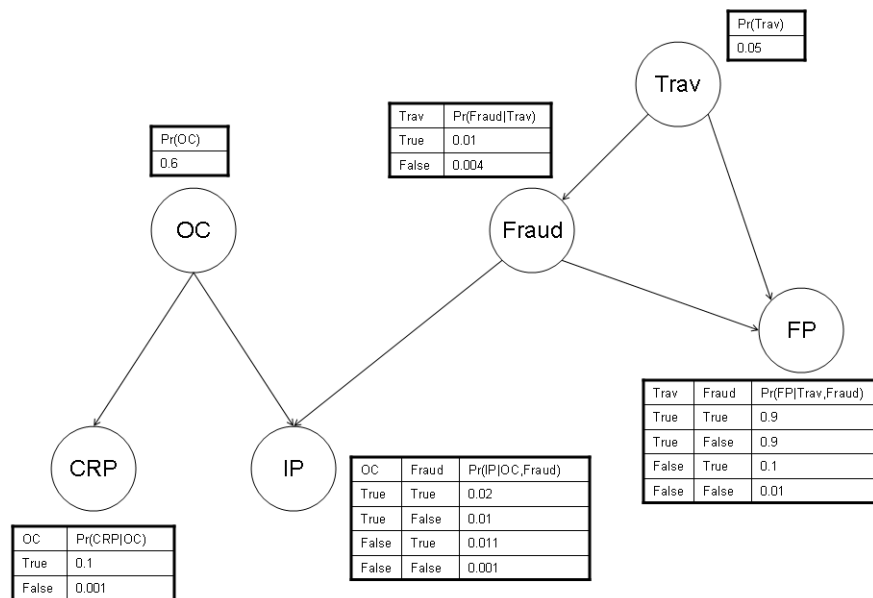 Pr(Trav)
0.05
Trav
Trav Pr(Fraud|Trav)
True 0.01
False 0.004
Pr(OC)
0.6
OC
Fraud
FP
Trav Fraud Pr(FP|Trav,Fraud)
True True 0.9
True False 0.9
False True 0.1
False False 0.01
CRP
IP
OC Fraud Pr(IP|OC,Fraud)
True True 0.02
True False 0.01
False True 0.011
False False 0.001
OC Pr(CRP|OC)
True 0.1
False 0.001